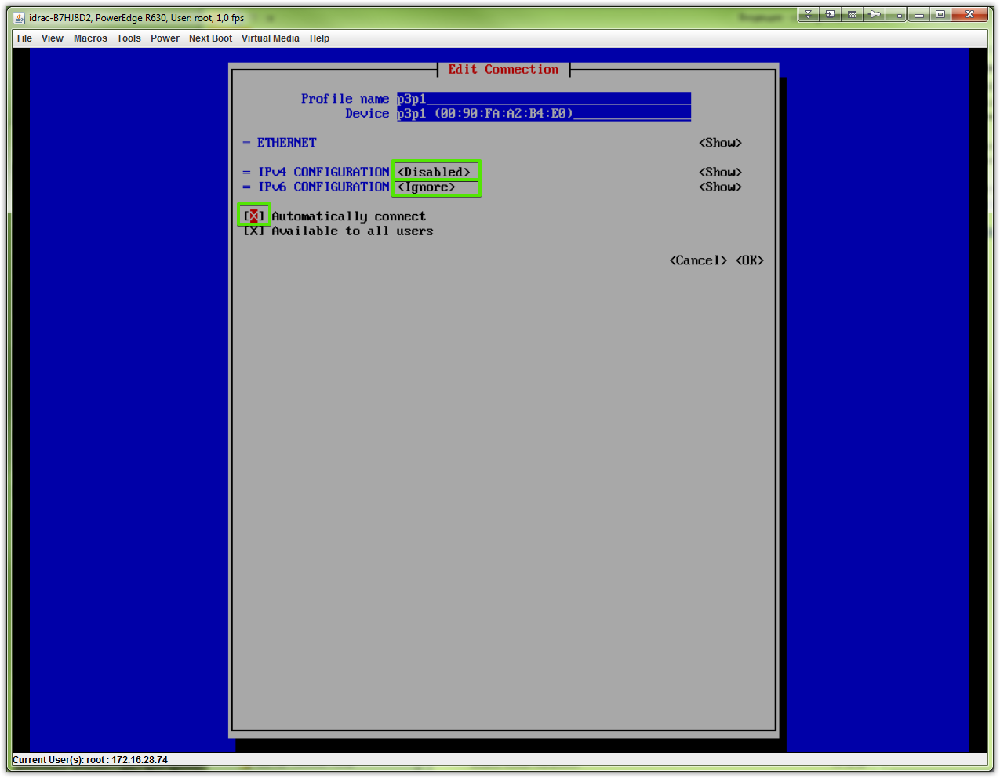 idrac-B7HJ8D2, PowerEdge R630, User: root, 1,0 fps
File View Macros Tools Power Next Boot Virtual Media Help
Edit Connection
Profile name p3p1
Device p3p1 (00:90:FA:A2:B4:E0)
= ETHERNET <Show>
= IPv4 CONFIGURATION <Disabled> <Show>
= IPv6 CONFIGURATION <Ignore> <Show>
[X] Automatically connect
[X] Available to all users
<Cancel> <OK>
Current User(s): root : 172.16.28.74